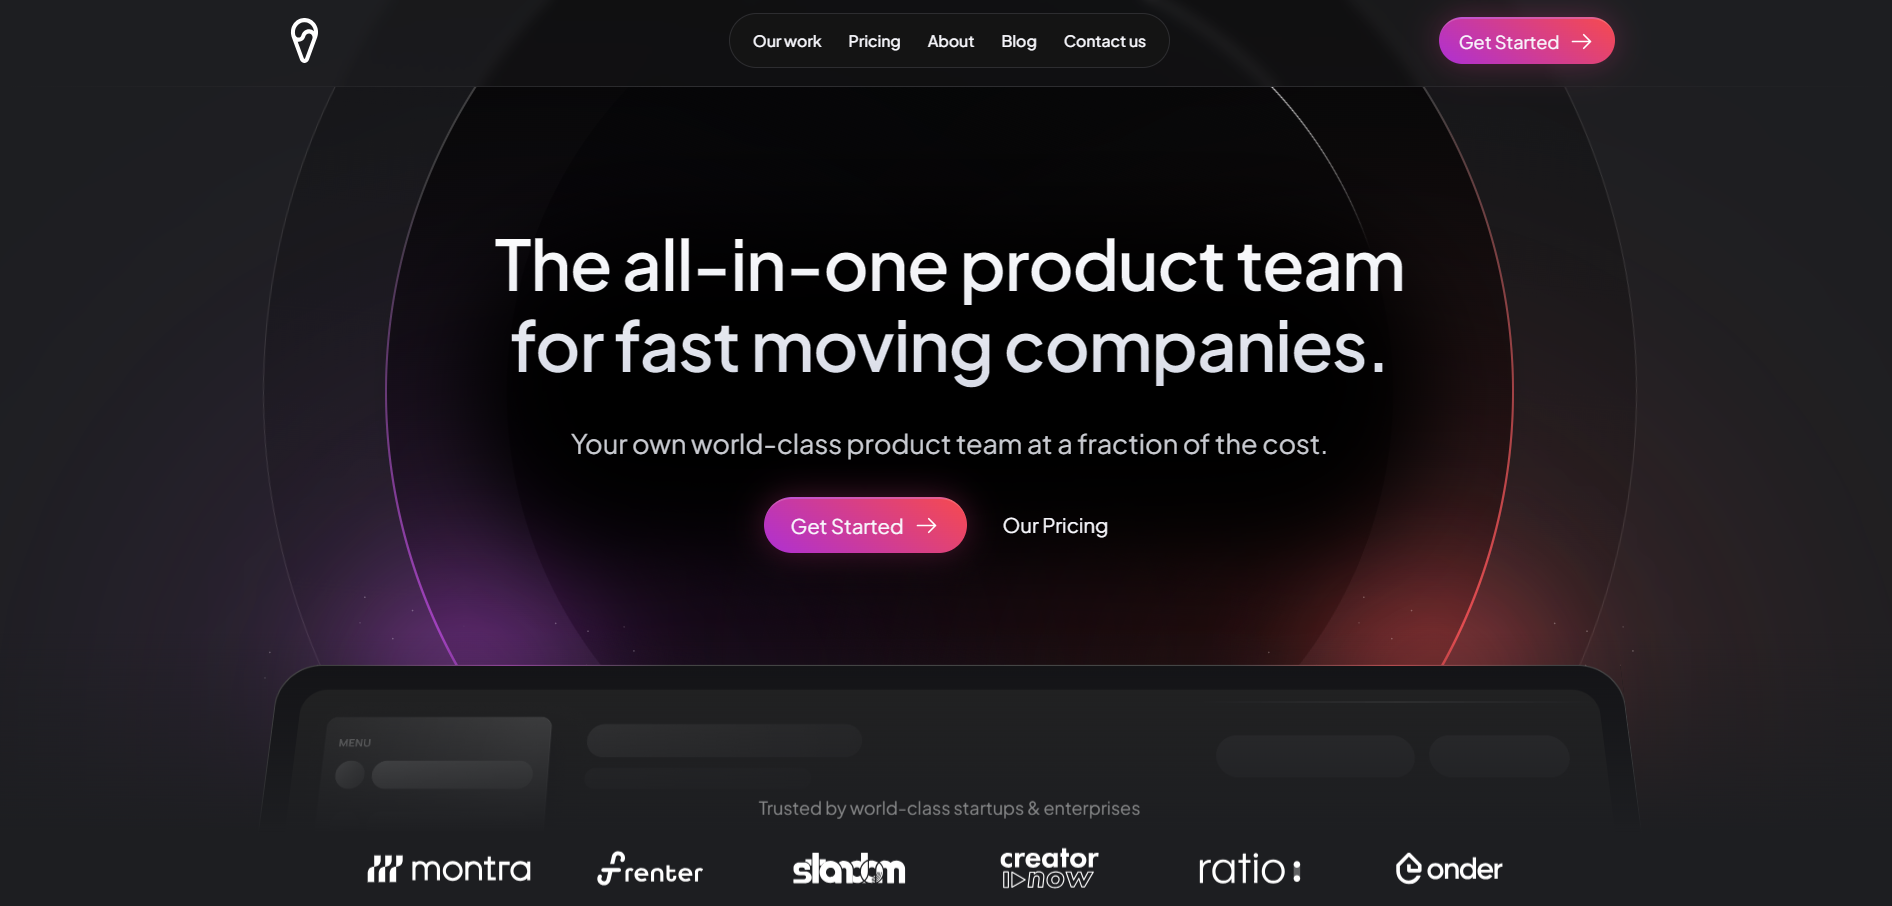 Our work Pricing About Blog Contact us
Get Started
The all-in-one product team
for fast moving companies.
Your own world-class product team at a fraction of the cost.
Get Started
Our Pricing
MENU
Trusted by world-class startups & enterprises
montra
renter
creator
now
ratio:
onder